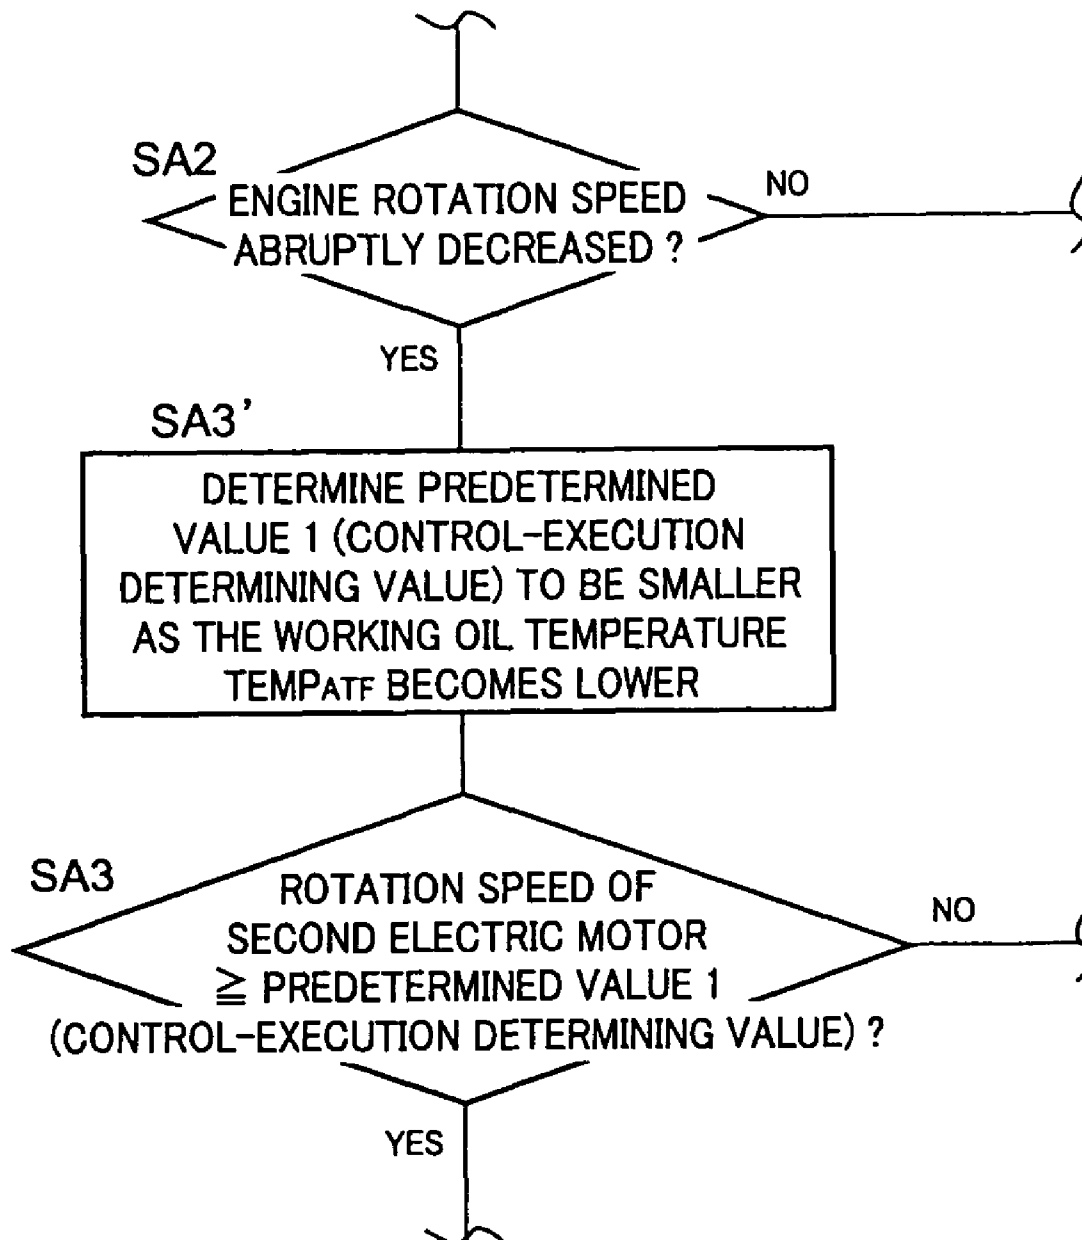 SA2
ENGINE ROTATION SPEED
ABRUPTLY DECREASED ?
NO
YES
SA3’
DETERMINE PREDETERMINED
VALUE 1 (CONTROL-EXECUTION
DETERMINING VALUE) TO BE SMALLER
AS THE WORKING OIL TEMPERATURE
TEMPATF BECOMES LOWER
SA3
ROTATION SPEED OF
SECOND ELECTRIC MOTOR
≧ PREDETERMINED VALUE 1
(CONTROL-EXECUTION DETERMINING VALUE) ?
NO
YES